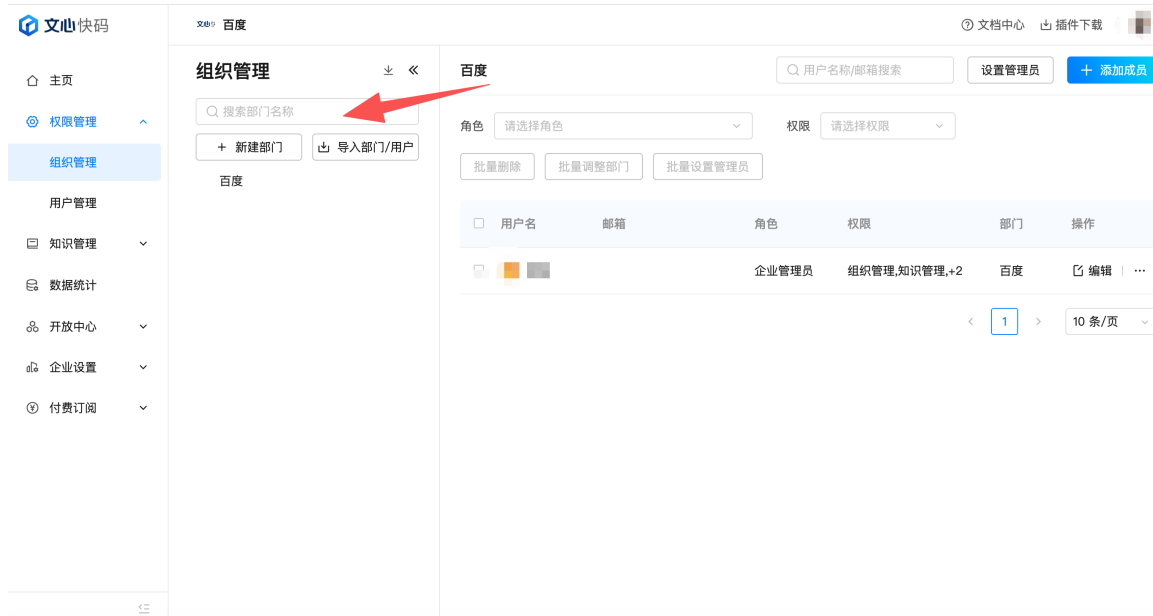 文心快码
文心 百度
文档中心
插件下载
主页
权限管理
组织管理
用户管理
知识管理
数据统计
开放中心
企业设置
付费订阅
组织管理
搜索部门名称
+ 新建部门
导入部门/用户
百度
百度
用户名称/邮箱搜索
设置管理员
+ 添加成员
角色 请选择角色
权限 请选择权限
批量删除
批量调整部门
批量设置管理员
用户名 邮箱 角色 权限 部门 操作
企业管理员 组织管理,知识管理,+2 百度 编辑 ···
< 1 > 10 条/页